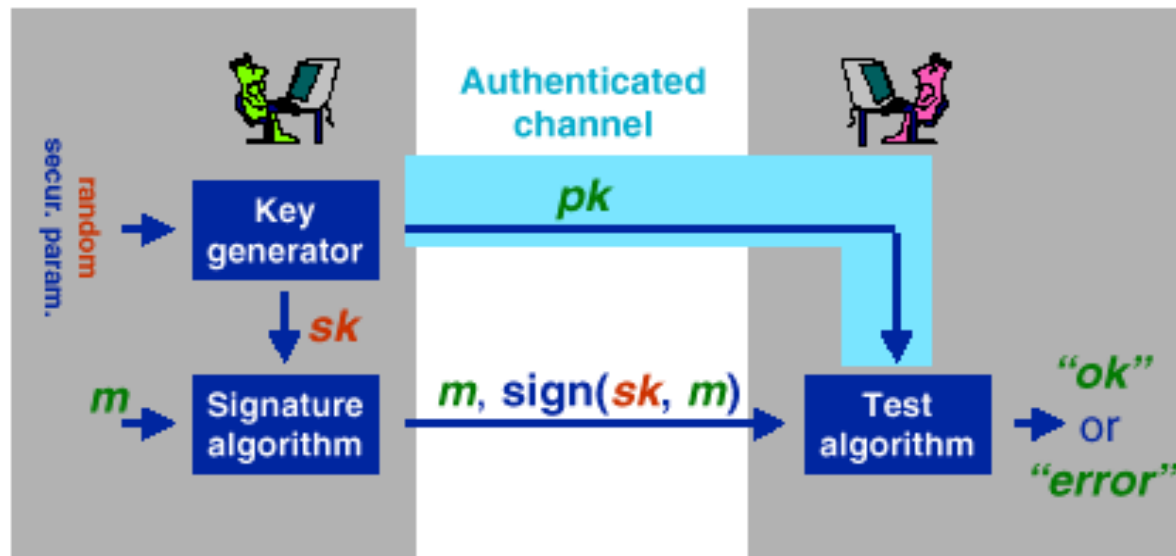 Authenticated
channel
random
secur. param.
Key
generator
pk
sk
m
Signature
algorithm
m, sign(sk, m)
Test
algorithm
“ok”
or
“error”